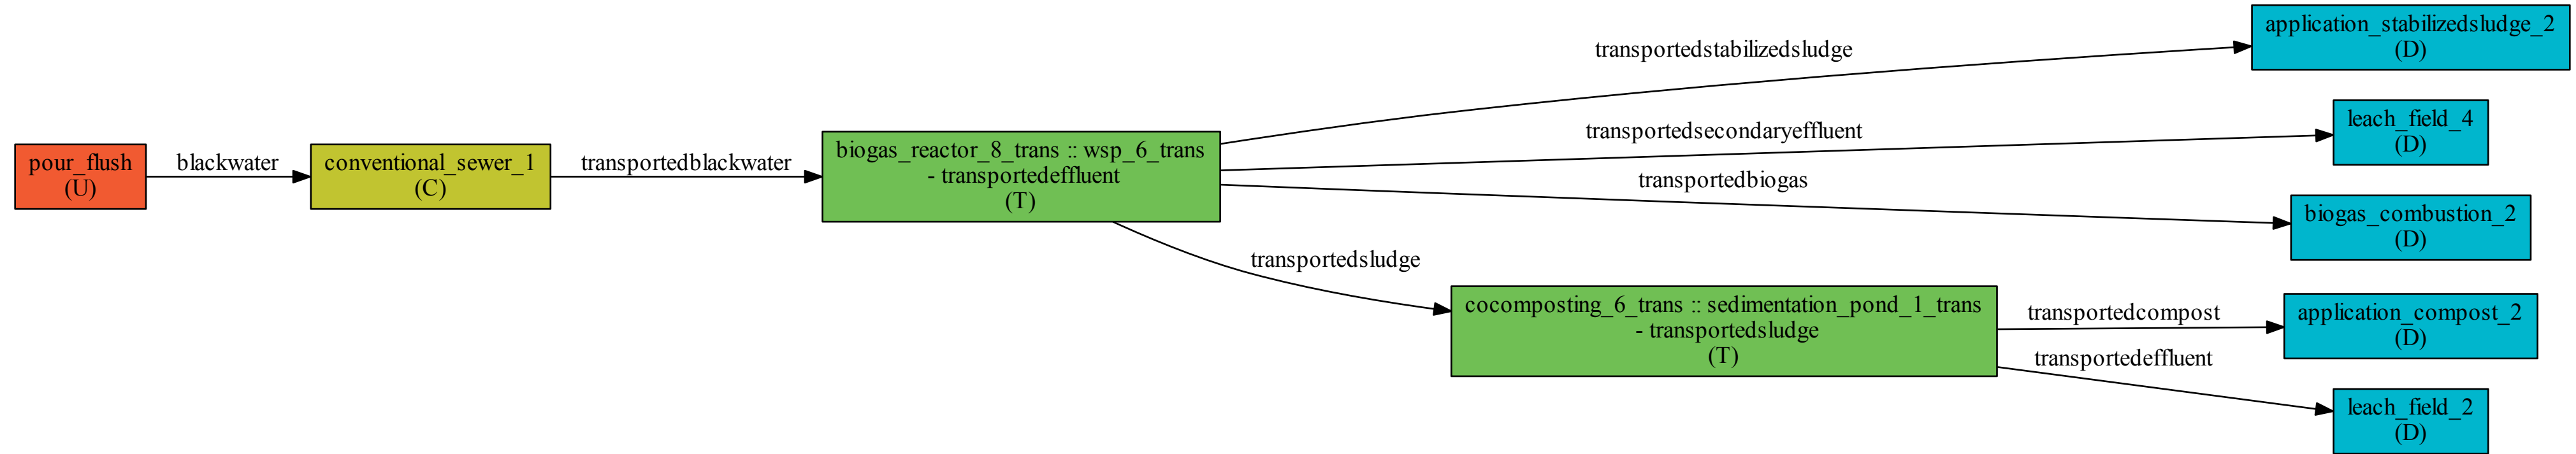 pour_flush
(U)
blackwater
conventional_sewer_1
(C)
transportedblackwater
biogas_reactor_8_trans :: wsp_6_trans
- transportedeffluent
(T)
transportedstabilizedsludge
application_stabilizedsludge_2
(D)
transportedsecondaryeffluent
leach_field_4
(D)
transportedbiogas
biogas_combustion_2
(D)
transportedsludge
cocomposting_6_trans :: sedimentation_pond_1_trans
- transportedsludge
(T)
transportedcompost
application_compost_2
(D)
transportedeffluent
leach_field_2
(D)